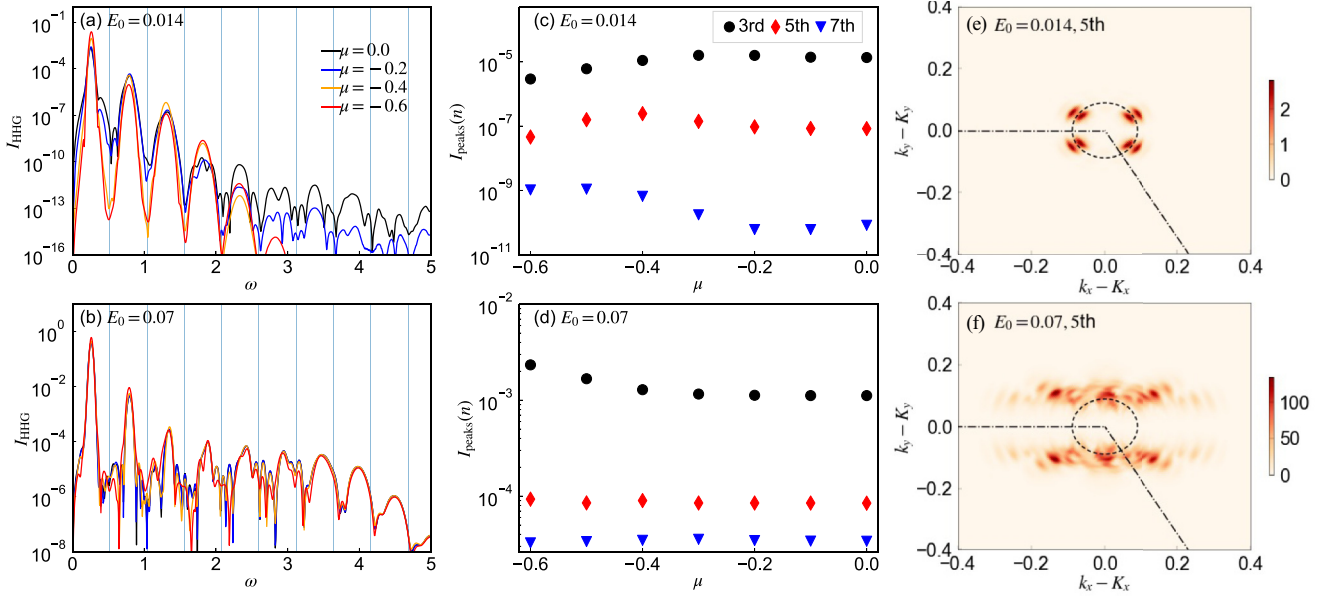 (a) E₀ = 0.014
I_HHG
10⁻¹
10⁻⁴
10⁻⁷
10⁻¹⁰
10⁻¹³
10⁻¹⁶
μ = 0.0
μ = − 0.2
μ = − 0.4
μ = − 0.6
0 1 2 3 4 5
ω
(c) E₀ = 0.014
3rd 5th 7th
I_peaks(n)
10⁻⁵
10⁻⁷
10⁻⁹
10⁻¹¹
−0.6 −0.4 −0.2 0.0
μ
(e) E₀ = 0.014, 5th
k_y − K_y
0.4
0.2
0.0
−0.2
−0.4
−0.4 −0.2 0.0 0.2 0.4
k_x − K_x
2
1
0
(b) E₀ = 0.07
I_HHG
10⁰
10⁻²
10⁻⁴
10⁻⁶
10⁻⁸
0 1 2 3 4 5
ω
(d) E₀ = 0.07
I_peaks(n)
10⁻²
10⁻³
10⁻⁴
−0.6 −0.4 −0.2 0.0
μ
(f) E₀ = 0.07, 5th
k_y − K_y
0.4
0.2
0.0
−0.2
−0.4
−0.4 −0.2 0.0 0.2 0.4
k_x − K_x
100
50
0